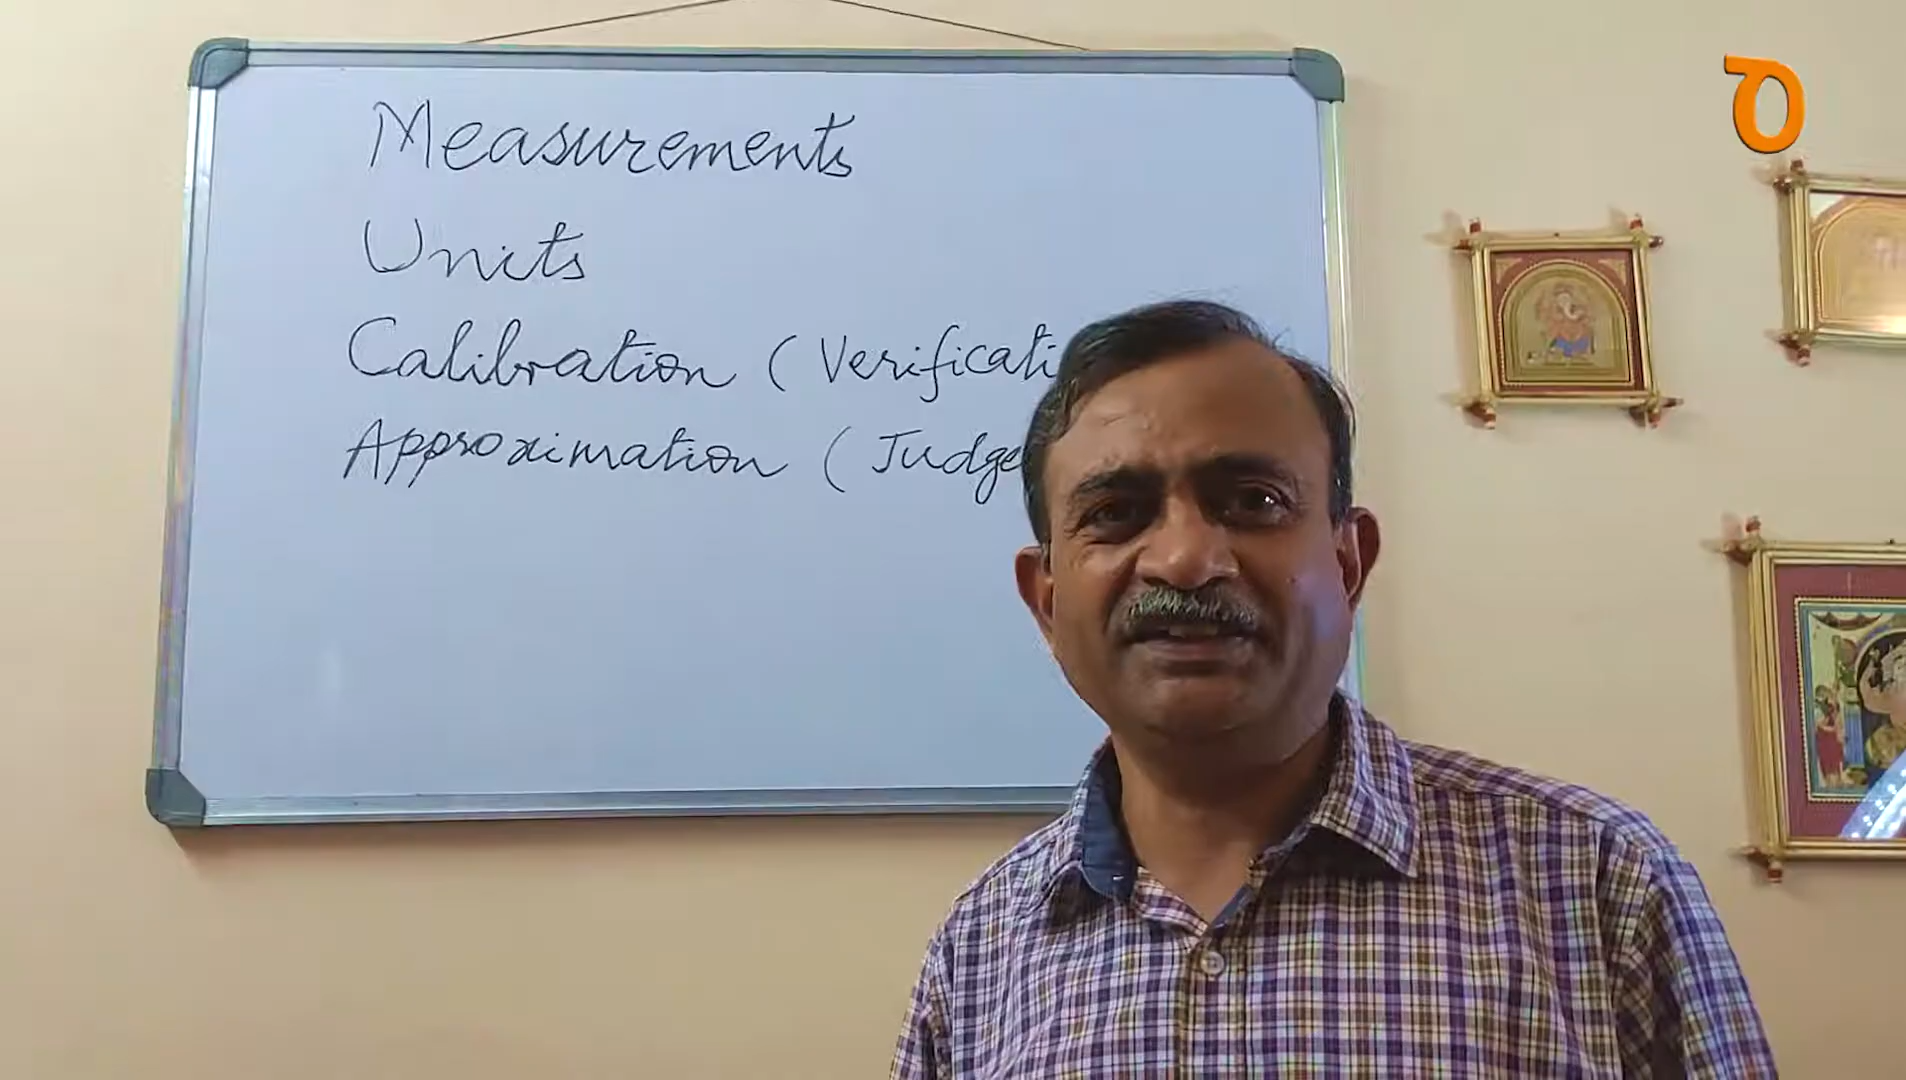 Measurements
Units
Calibration (Verificati
Approximation (Judge